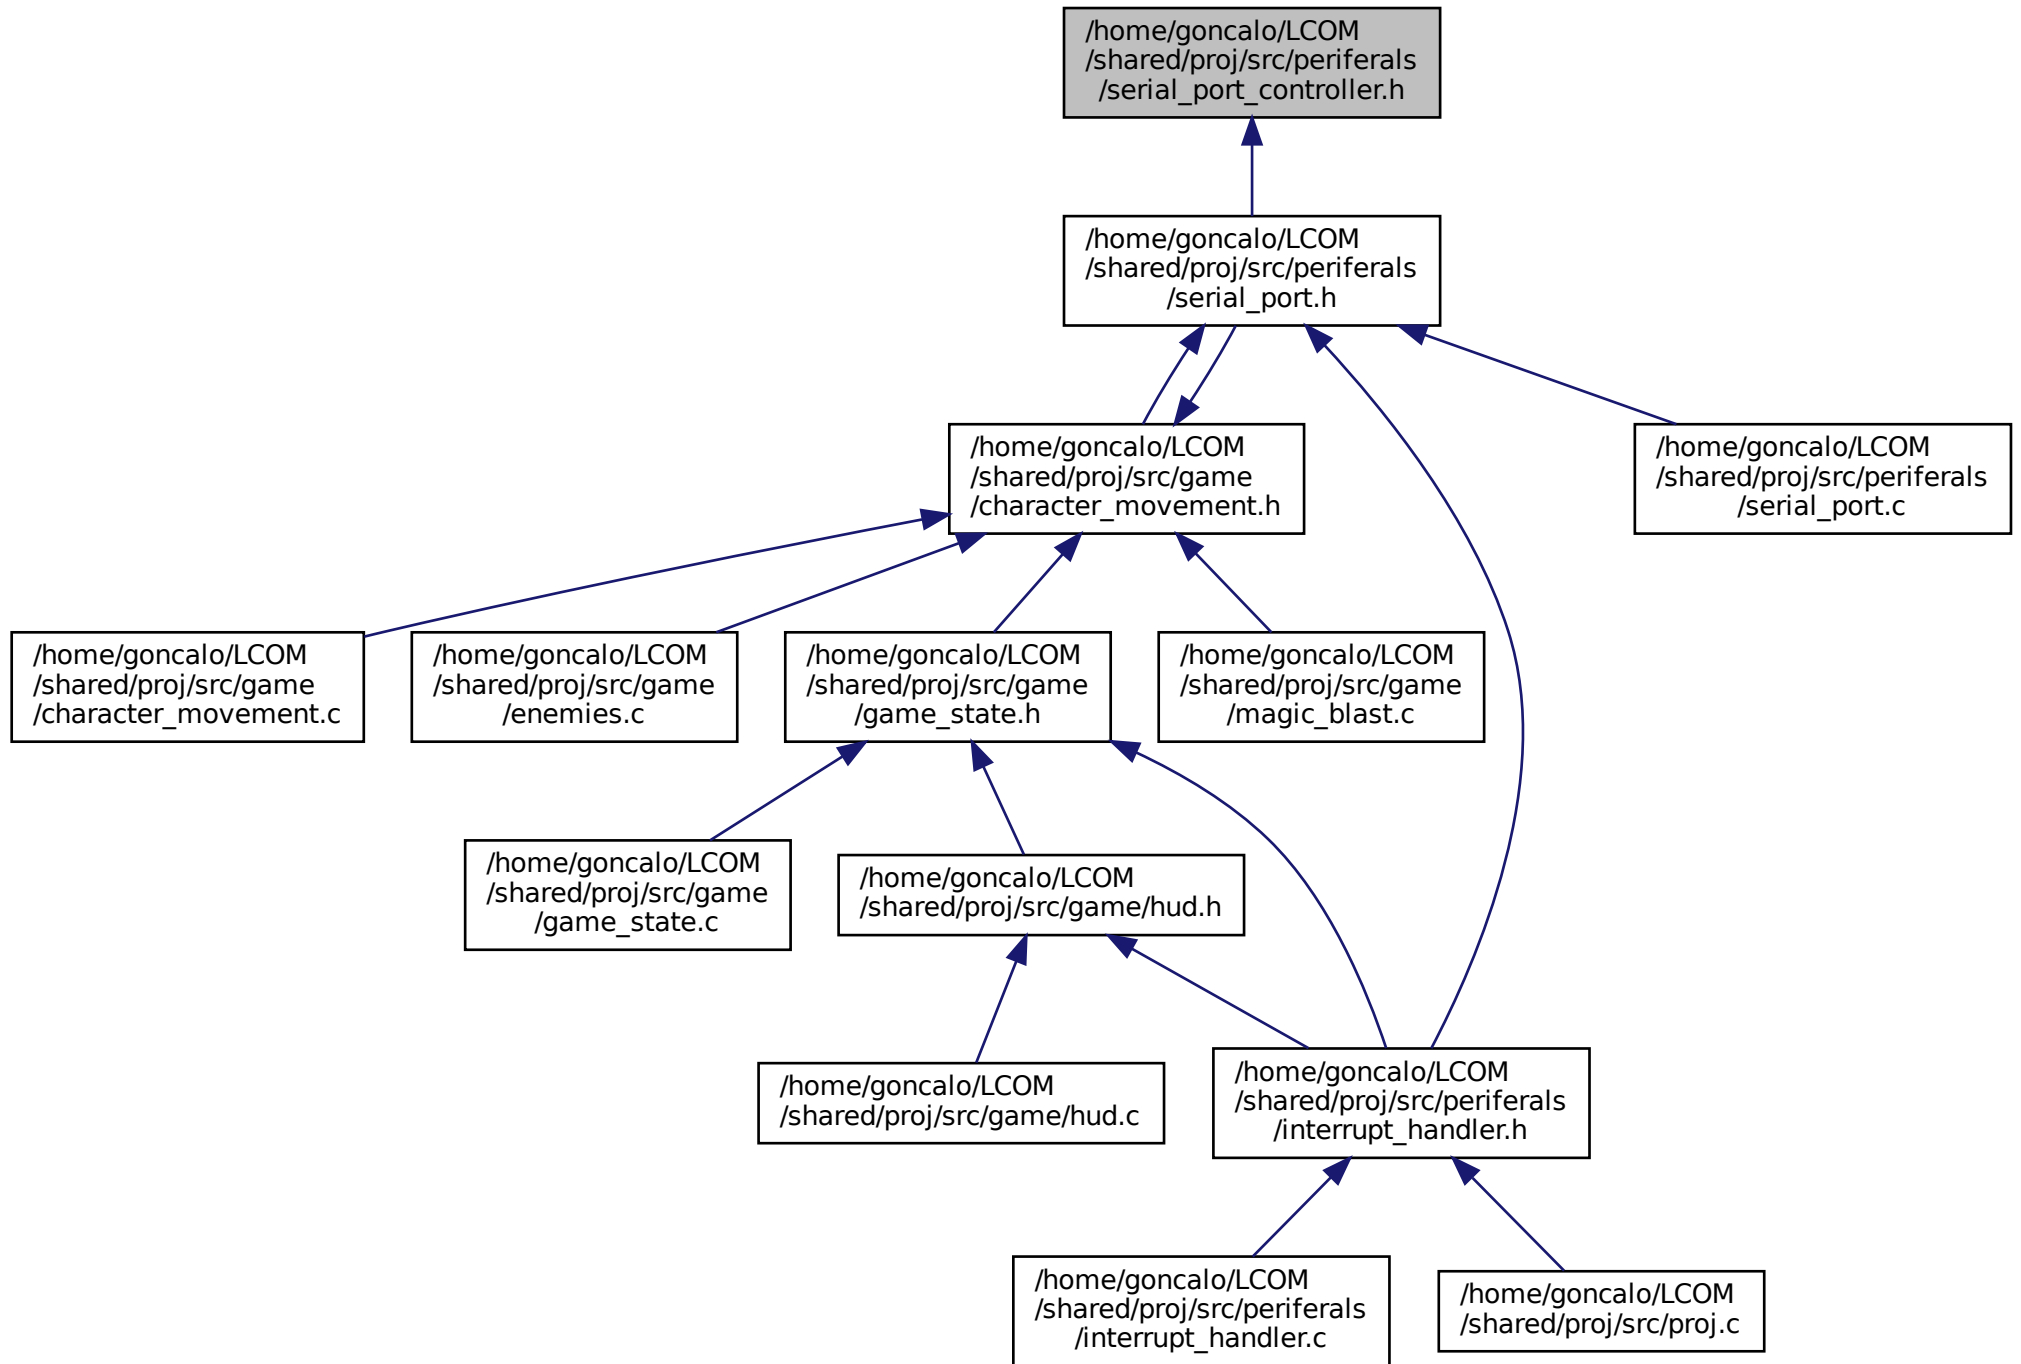 /home/goncalo/LCOM
/shared/proj/src/periferals
/serial_port_controller.h
/home/goncalo/LCOM
/shared/proj/src/periferals
/serial_port.h
/home/goncalo/LCOM
/shared/proj/src/game
/character_movement.h
/home/goncalo/LCOM
/shared/proj/src/periferals
/serial_port.c
/home/goncalo/LCOM
/shared/proj/src/game
/character_movement.c
/home/goncalo/LCOM
/shared/proj/src/game
/enemies.c
/home/goncalo/LCOM
/shared/proj/src/game
/game_state.h
/home/goncalo/LCOM
/shared/proj/src/game
/magic_blast.c
/home/goncalo/LCOM
/shared/proj/src/game
/game_state.c
/home/goncalo/LCOM
/shared/proj/src/game/hud.h
/home/goncalo/LCOM
/shared/proj/src/game/hud.c
/home/goncalo/LCOM
/shared/proj/src/periferals
/interrupt_handler.h
/home/goncalo/LCOM
/shared/proj/src/periferals
/interrupt_handler.c
/home/goncalo/LCOM
/shared/proj/src/proj.c